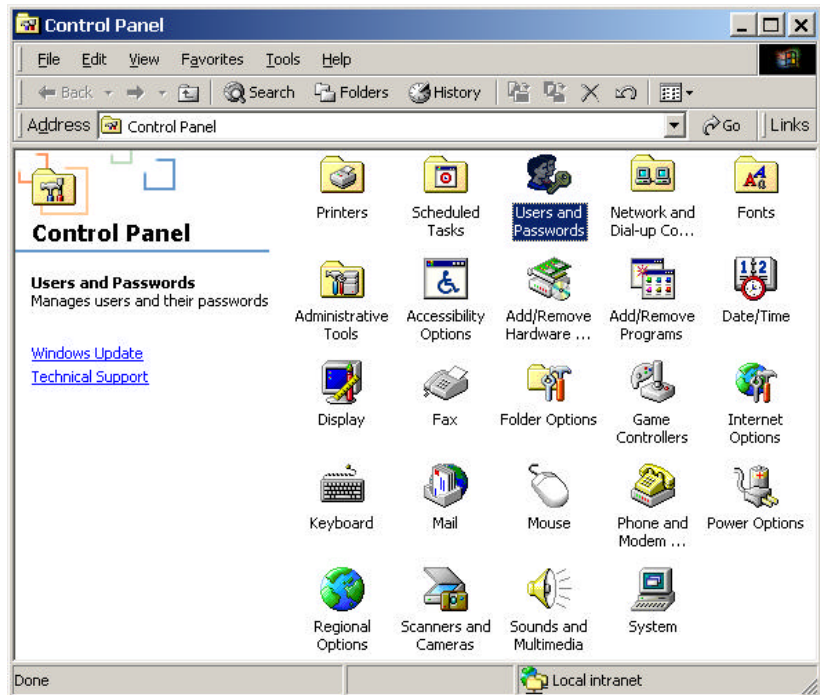 Control Panel
File Edit View Favorites Tools Help
Back Search Folders History
Address Control Panel Go Links
Control Panel
Users and Passwords
Manages users and their passwords
Windows Update
Technical Support
Printers
Scheduled
Tasks
Users and
Passwords
Network and
Dial-up Co...
Fonts
Administrative
Tools
Accessibility
Options
Add/Remove
Hardware ...
Add/Remove
Programs
Date/Time
Display
Fax
Folder Options
Game
Controllers
Internet
Options
Keyboard
Mail
Mouse
Phone and
Modem ...
Power Options
Regional
Options
Scanners and
Cameras
Sounds and
Multimedia
System
Done Local intranet